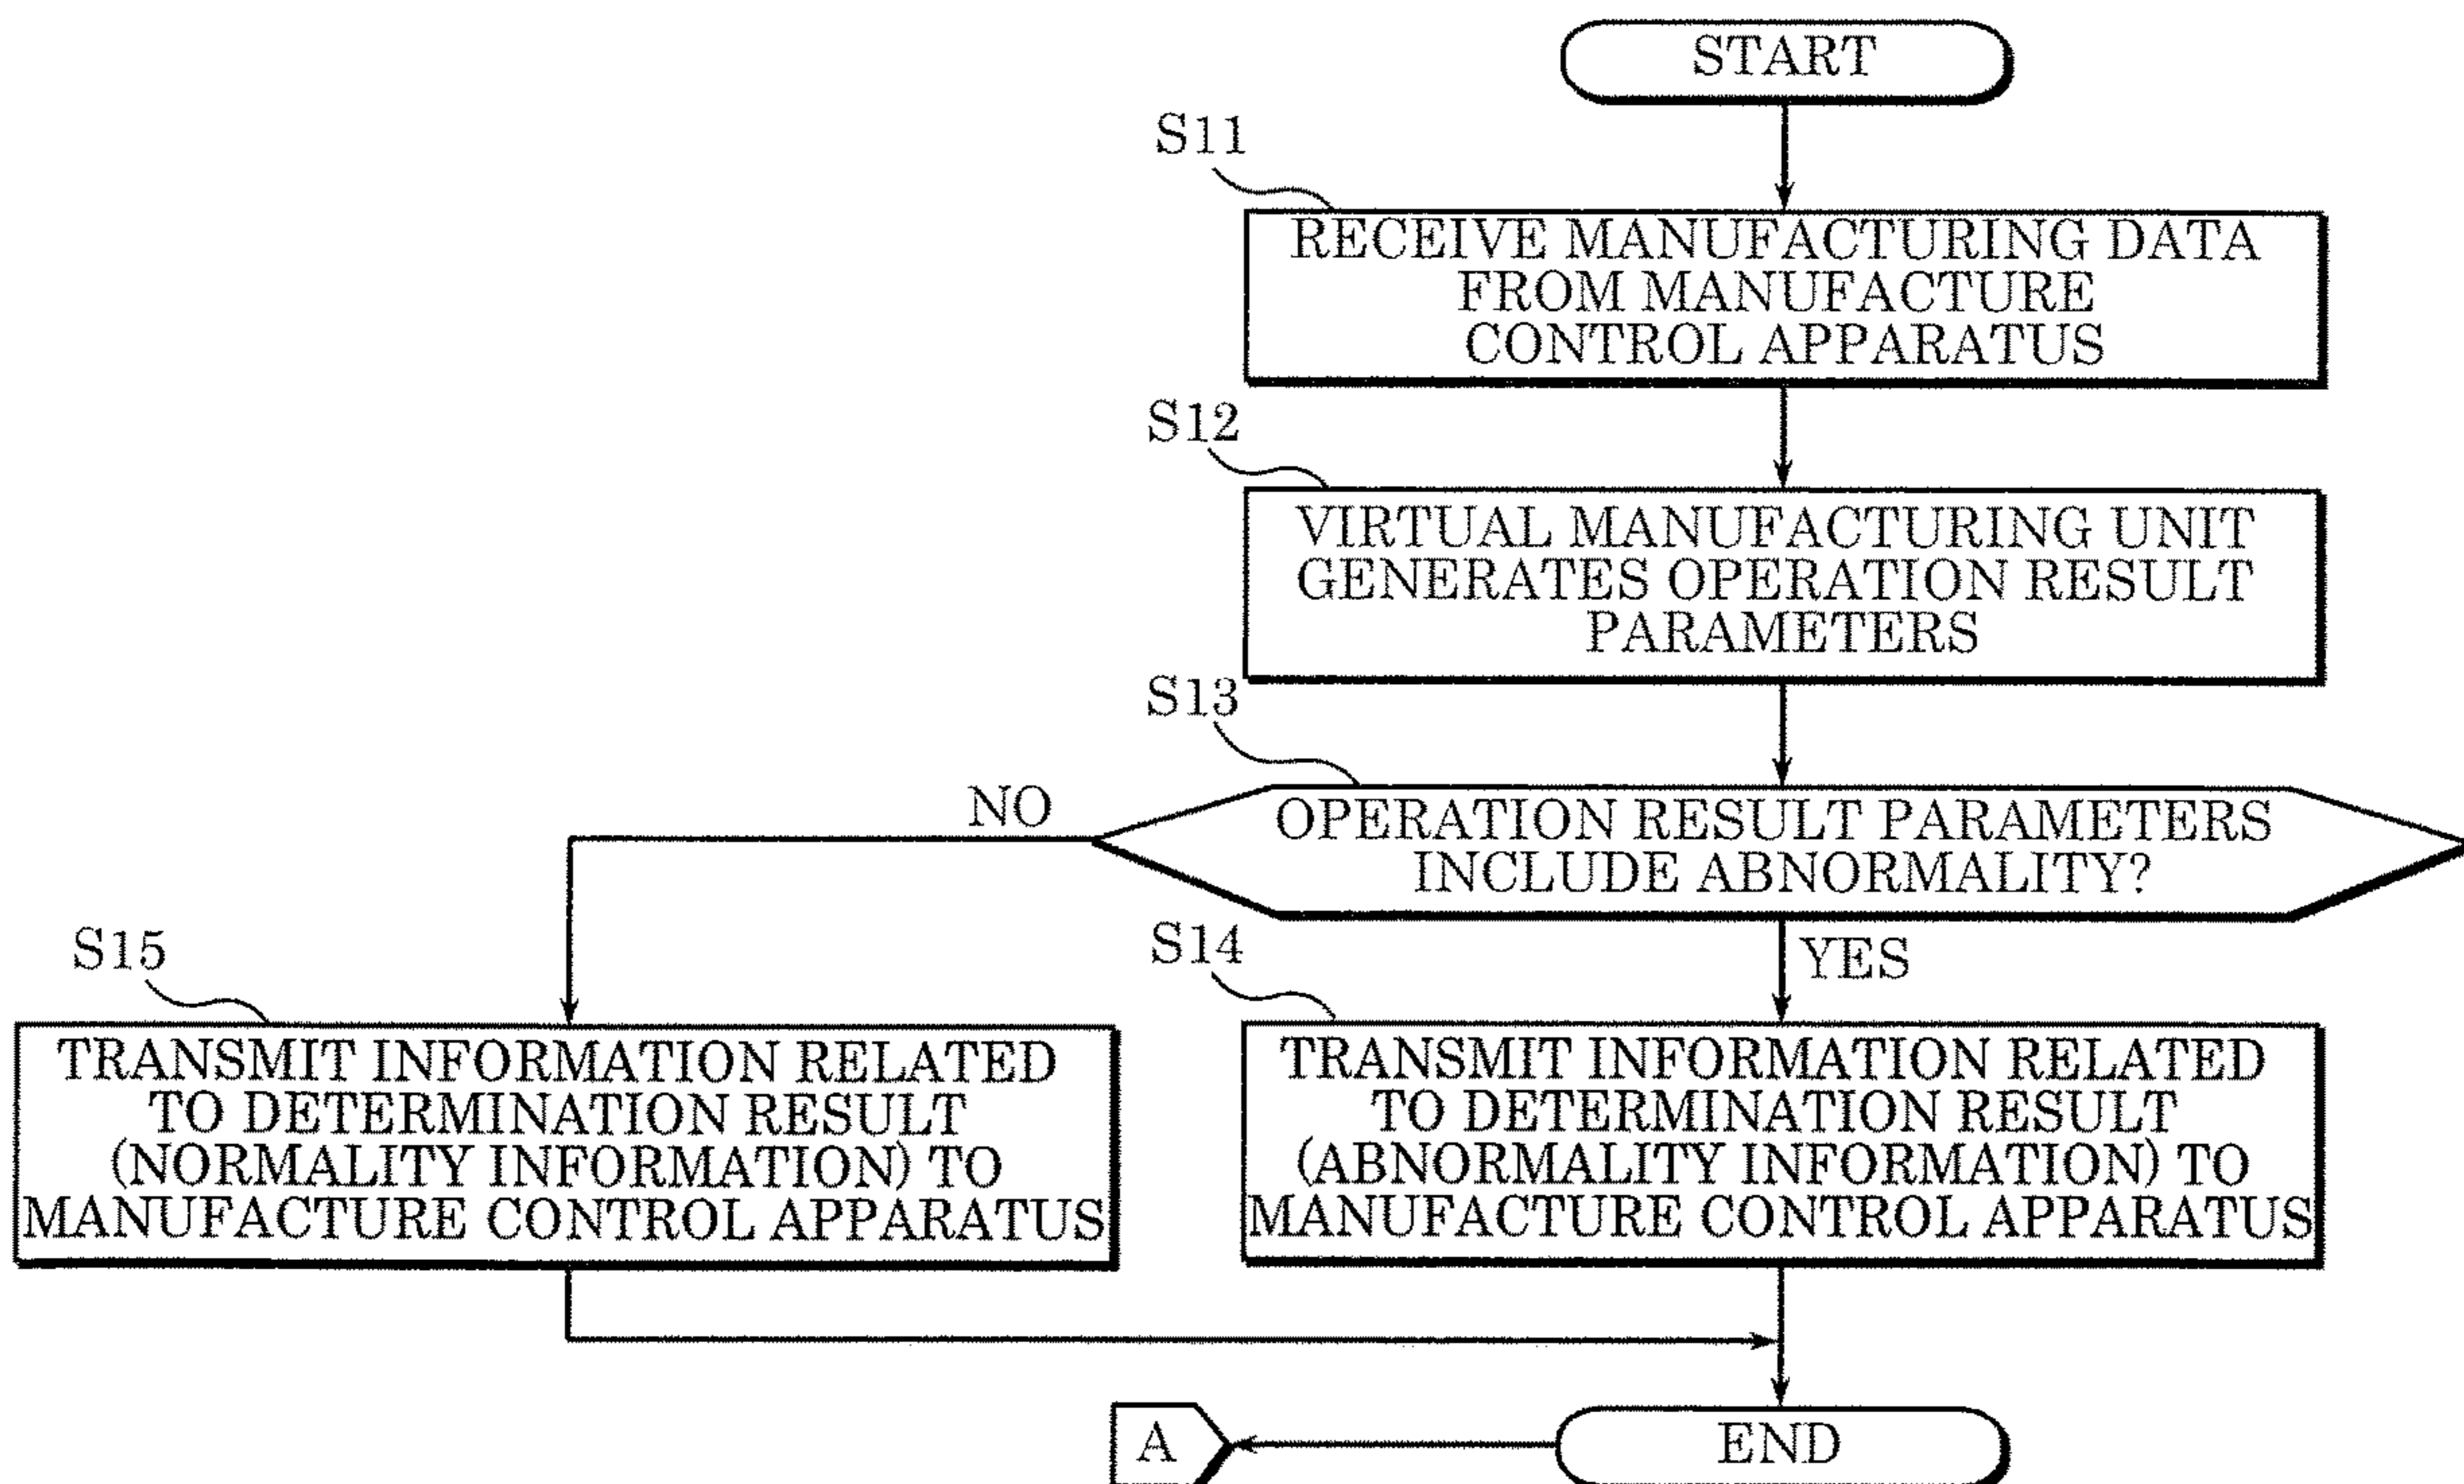 START
S11
RECEIVE MANUFACTURING DATA
FROM MANUFACTURE
CONTROL APPARATUS
S12
VIRTUAL MANUFACTURING UNIT
GENERATES OPERATION RESULT
PARAMETERS
S13
NO
OPERATION RESULT PARAMETERS
INCLUDE ABNORMALITY?
S15
S14
YES
TRANSMIT INFORMATION RELATED
TO DETERMINATION RESULT
(NORMALITY INFORMATION) TO
MANUFACTURE CONTROL APPARATUS
TRANSMIT INFORMATION RELATED
TO DETERMINATION RESULT
(ABNORMALITY INFORMATION) TO
MANUFACTURE CONTROL APPARATUS
A
END